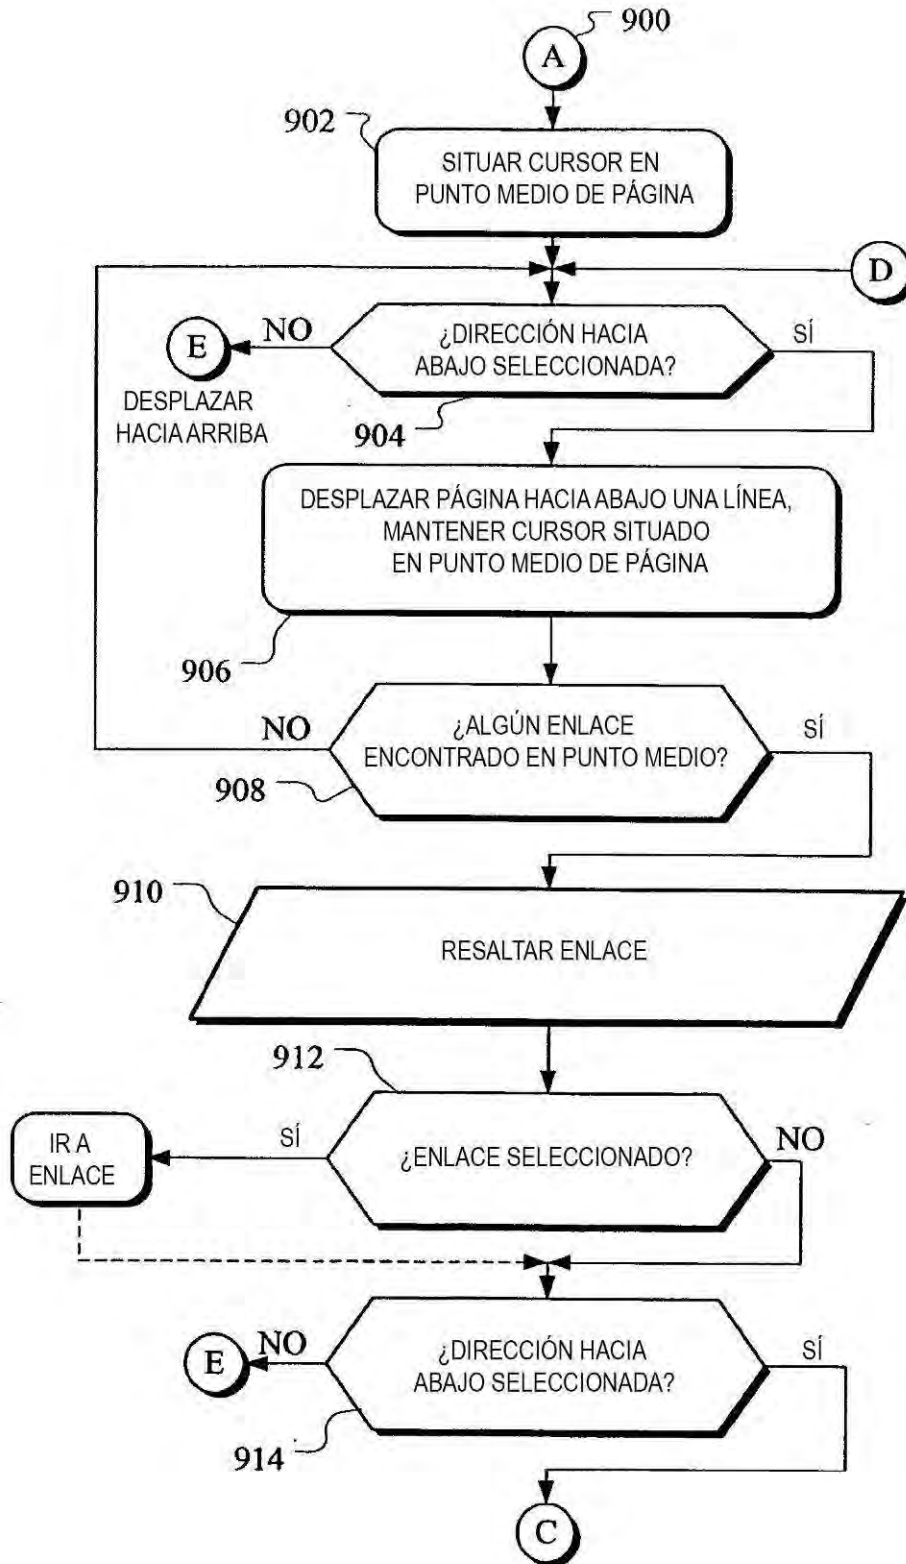 900
A
902
SITUAR CURSOR EN
PUNTO MEDIO DE PÁGINA
D
E
NO
¿DIRECCIÓN HACIA
ABAJO SELECCIONADA?
SÍ
DESPLAZAR
HACIA ARRIBA
904
DESPLAZAR PÁGINA HACIA ABAJO UNA LÍNEA,
MANTENER CURSOR SITUADO
EN PUNTO MEDIO DE PÁGINA
906
NO
¿ALGÚN ENLACE
ENCONTRADO EN PUNTO MEDIO?
SÍ
908
910
RESALTAR ENLACE
912
IR A
ENLACE
SÍ
¿ENLACE SELECCIONADO?
NO
E
NO
¿DIRECCIÓN HACIA
ABAJO SELECCIONADA?
SÍ
914
C